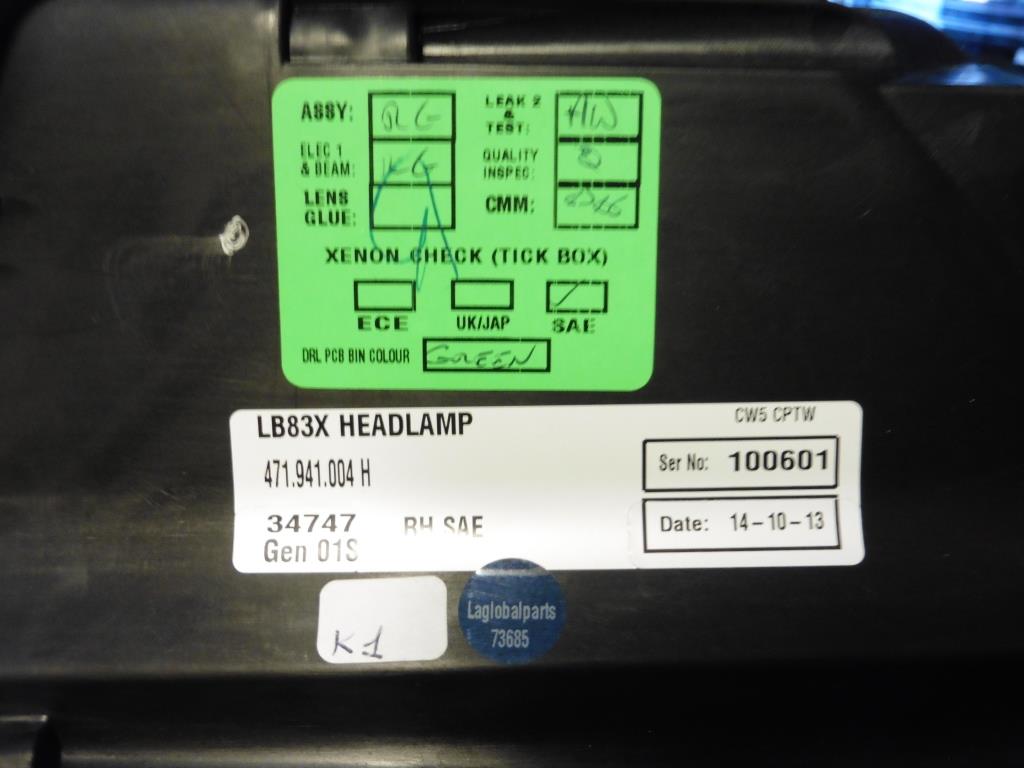 ASSY:
LEAK 2
&
TEST:
HW
ELEC 1
& BEAM:
QUALITY
INSPEC:
LENS
GLUE:
CMM:
XENON CHECK (TICK BOX)
ECE
UK/JAP
SAE
DRL PCB BIN COLOUR GREEN
LB83X HEADLAMP
CW5 CPTW
471.941.004 H
Ser No: 100601
34747 RH SAE
Date: 14-10-13
Gen 01S
K1
Laglobalparts
73685